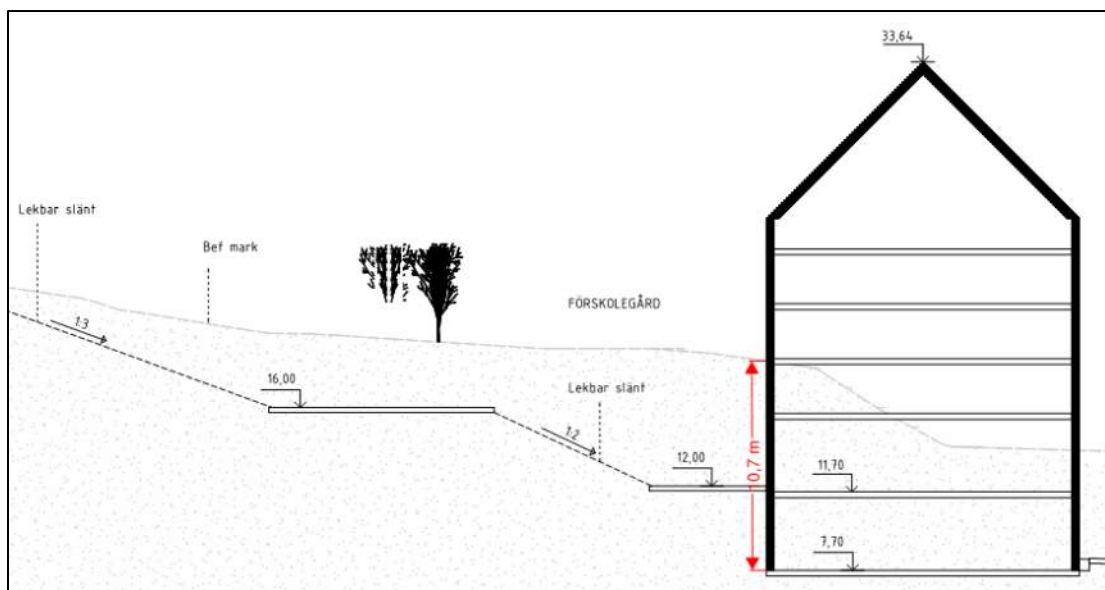 33,64
Lekbar slänt
Bef mark
FÖRSKOLEGÅRD
1:3
16,00
Lekbar slänt
1:2
12,00
10,7 m
11,70
7,70